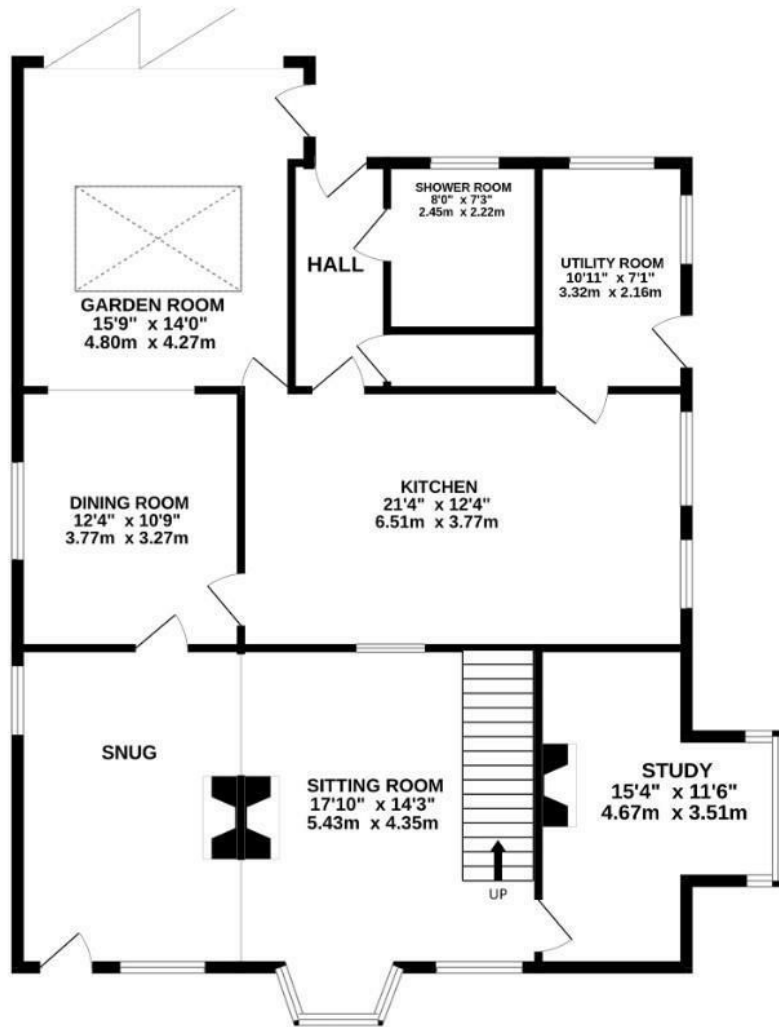 SHOWER ROOM
8'0" x 7'3"
2.45m x 2.22m
HALL
UTILITY ROOM
10'11" x 7'1"
3.32m x 2.16m
GARDEN ROOM
15'9" x 14'0"
4.80m x 4.27m
KITCHEN
21'4" x 12'4"
6.51m x 3.77m
DINING ROOM
12'4" x 10'9"
3.77m x 3.27m
SNUG
SITTING ROOM
17'10" x 14'3"
5.43m x 4.35m
STUDY
15'4" x 11'6"
4.67m x 3.51m
UP